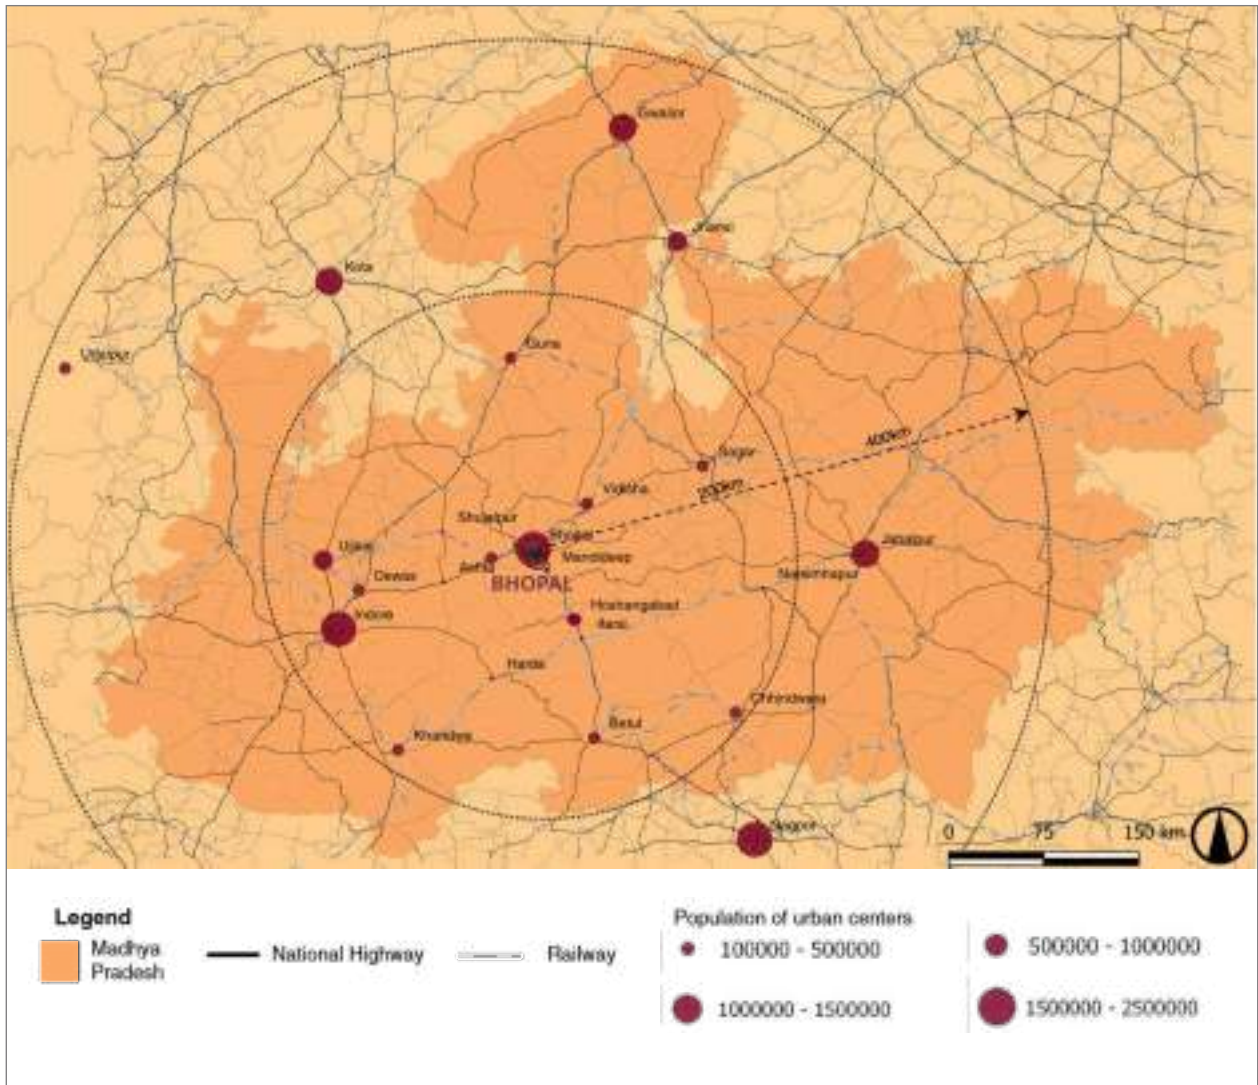 Gwalior
Jhansi
Kota
Udaipur
Guna
400km
Sagar
200km
Vidisha
Shujalpur
Bhopal
Ujjain
Mandideep
Jabalpur
Ashta
BHOPAL
Narsimhapur
Dewas
Indore
Hoshangabad
Itarsi
Harda
Chhindwara
Khandwa
Betul
Nagpur
0 75 150 km
Legend
Madhya
Pradesh
National Highway
Railway
Population of urban centers
100000 - 500000
500000 - 1000000
1000000 - 1500000
1500000 - 2500000